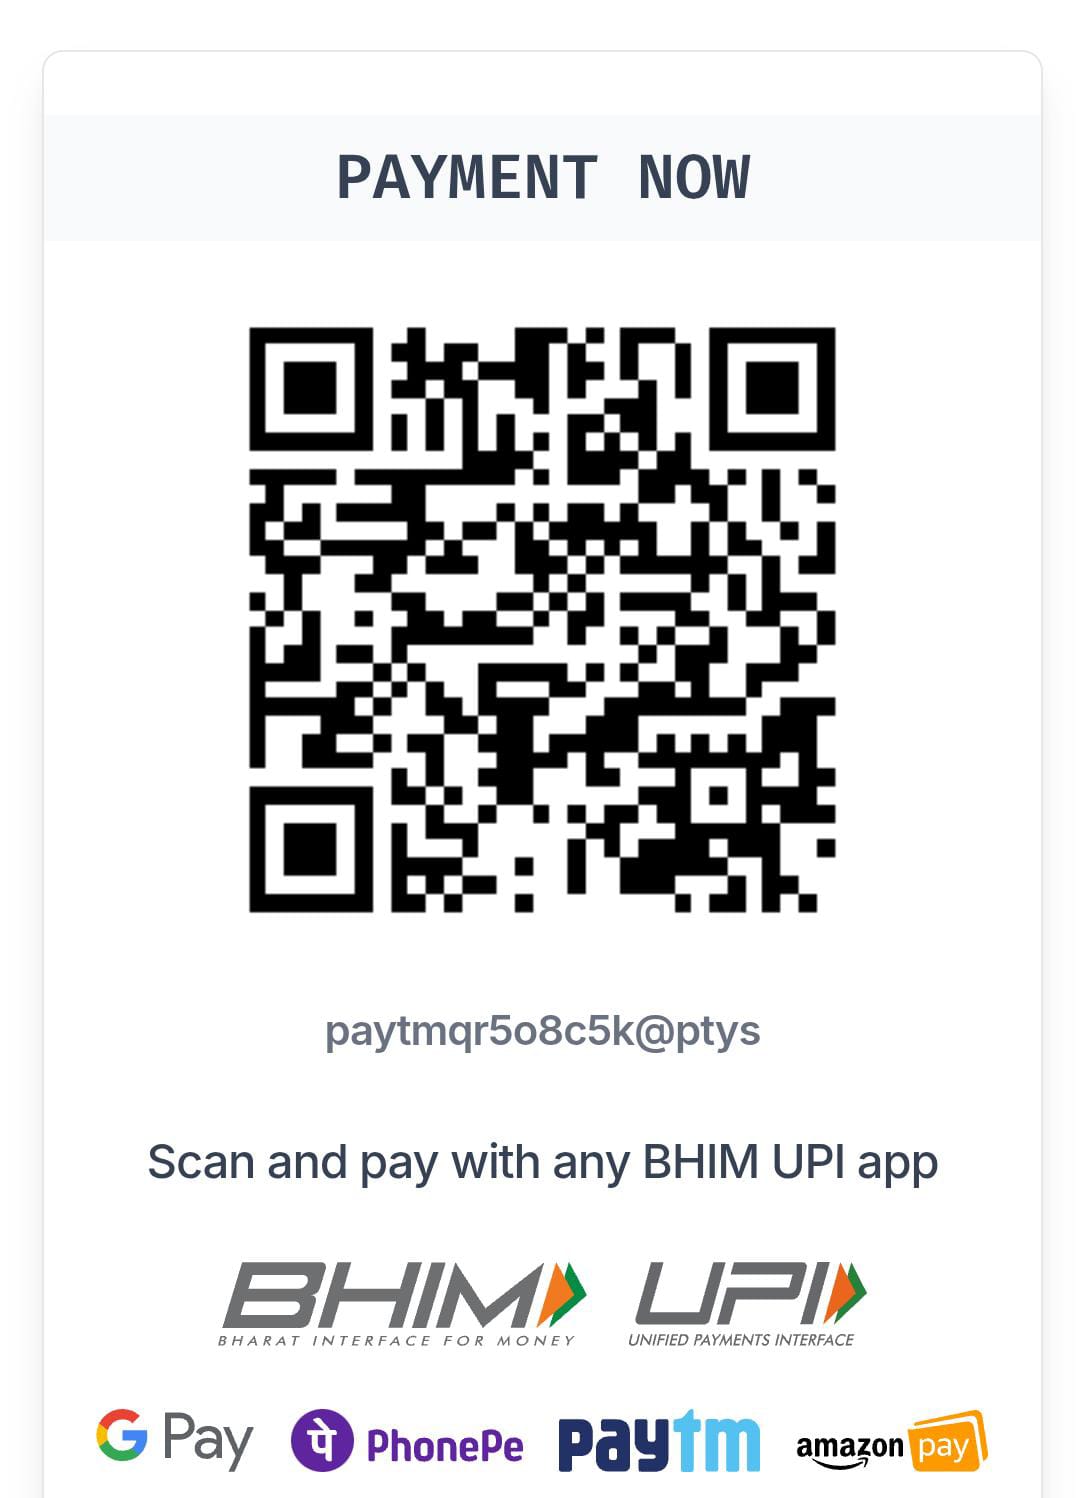 PAYMENT NOW
paytmqr5o8c5k@ptys
Scan and pay with any BHIM UPI app
BHIM UPI
BHARAT INTERFACE FOR MONEY UNIFIED PAYMENTS INTERFACE
G Pay पे PhonePe paytm amazon pay